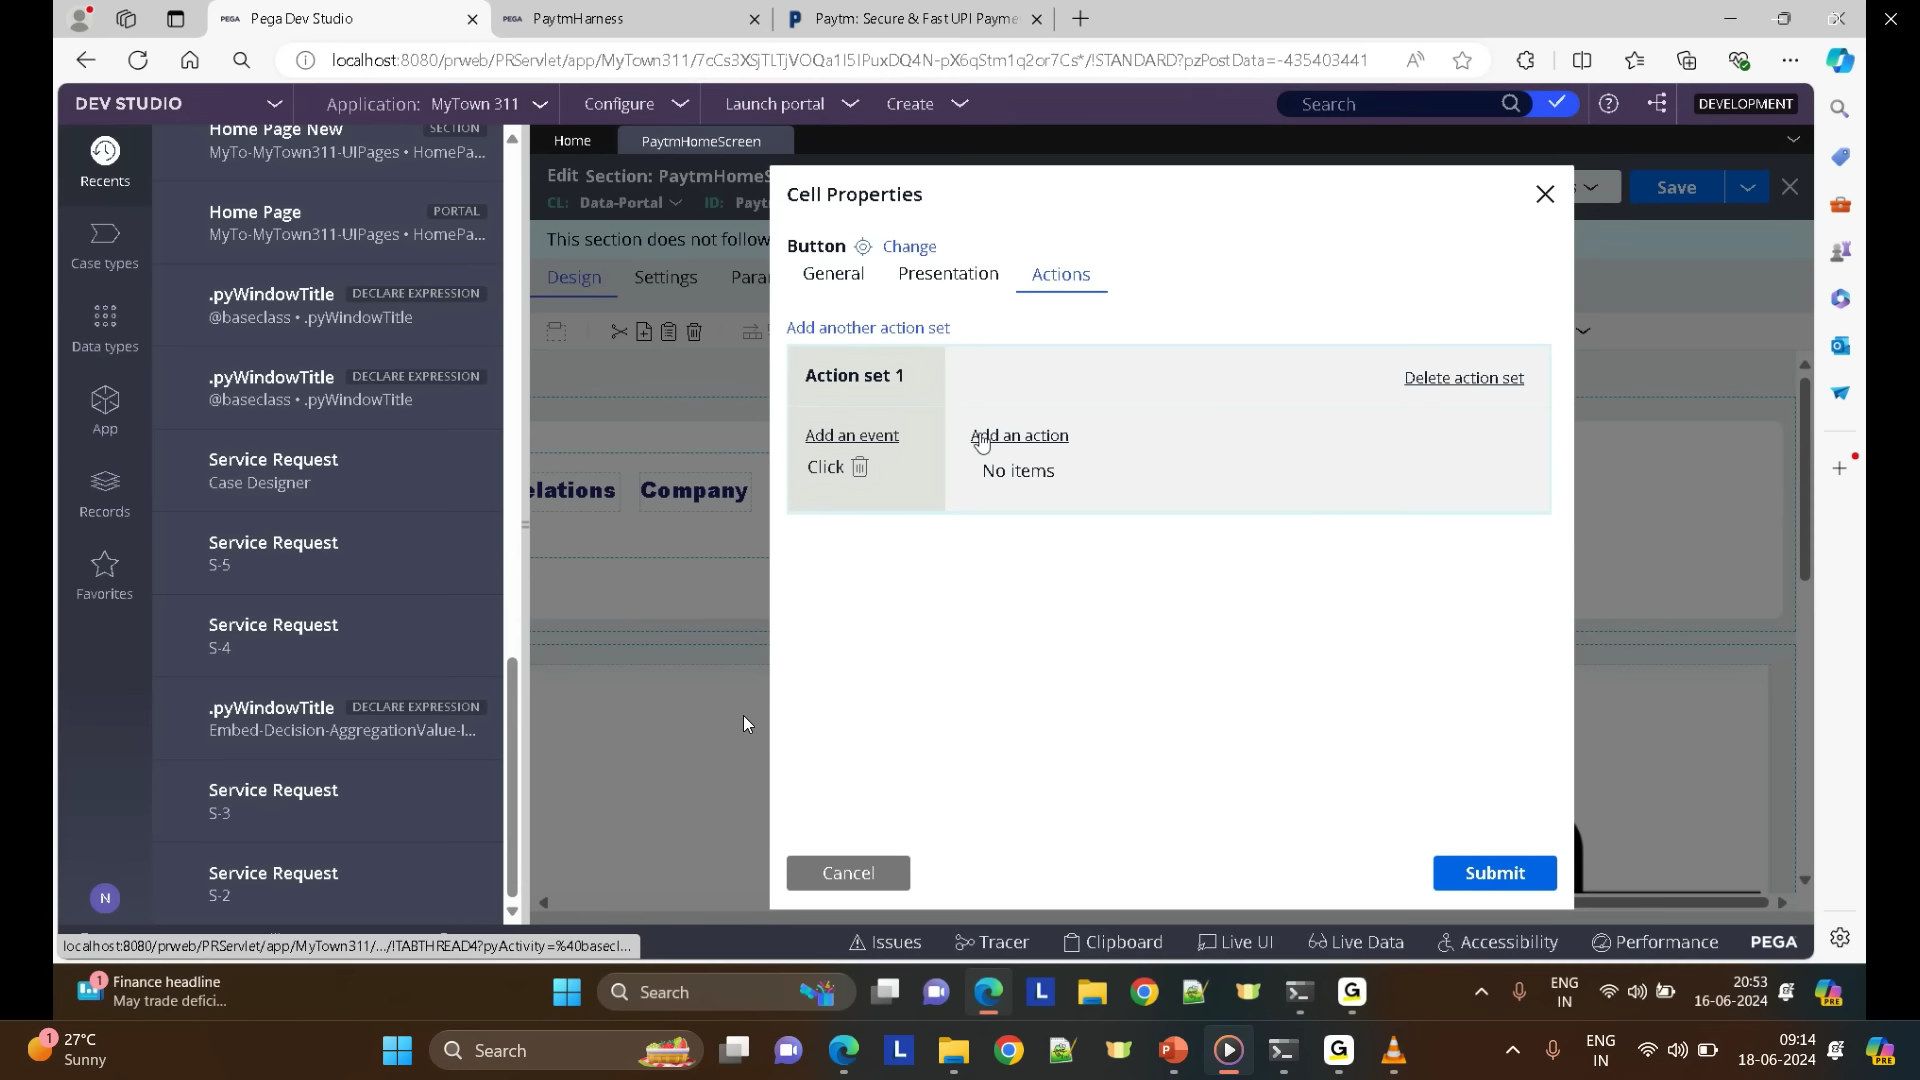 PEGA Pega Dev Studio
PEGA PaytmHarness
Paytm: Secure & Fast UPI Payme
localhost:8080/prweb/PRServlet/app/MyTown311/7cCs3XSJTLTjVOQa1I5IPuxDQ4N-pX6qStm1q2or7Cs*/!STANDARD?pzPostData=-435403441
DEV STUDIO
Application: MyTown 311
Configure
Launch portal
Create
Search
DEVELOPMENT
Recents
Case types
Data types
App
Records
Favorites
N
Home Page New SECTION
MyTo-MyTown311-UIPages • HomePa...
Home Page PORTAL
MyTo-MyTown311-UIPages • HomePa...
.pyWindowTitle DECLARE EXPRESSION
@baseclass • .pyWindowTitle
.pyWindowTitle DECLARE EXPRESSION
@baseclass • .pyWindowTitle
Service Request
Case Designer
Service Request
S-5
Service Request
S-4
.pyWindowTitle DECLARE EXPRESSION
Embed-Decision-AggregationValue-I...
Service Request
S-3
Service Request
S-2
localhost:8080/prweb/PRServlet/app/MyTown311/.../!TABTHREAD4?pyActivity=%40basecl...
Home
PaytmHomeScreen
Edit Section: PaytmHomeS
CL: Data-Portal ID: Payt
Save
This section does not follow
Design
Settings
Para
elations
Company
Cell Properties
Button Change
General
Presentation
Actions
Add another action set
Action set 1
Delete action set
Add an event
Add an action
Click
No items
Cancel
Submit
Issues
Tracer
Clipboard
Live UI
Live Data
Accessibility
Performance
PEGA
1
Finance headline
May trade defici...
Search
ENG
IN
20:53
16-06-2024
PRE
1
27°C
Sunny
Search
ENG
IN
09:14
18-06-2024
PRE